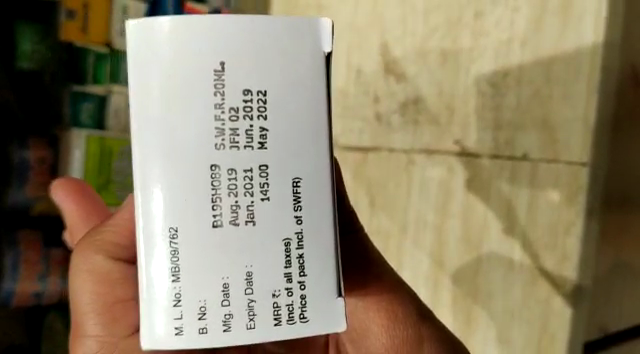 M. L. No.: MB/09/762
B. No.: B195H089 S.W.F.R.20ML.
Mfg. Date : Aug.2019 JFM 02
Expiry Date : Jan.2021 Jun.2019
MRP ₹: 145.00 May 2022
(Incl. of all taxes)
(Price of pack Incl. of SWFR)